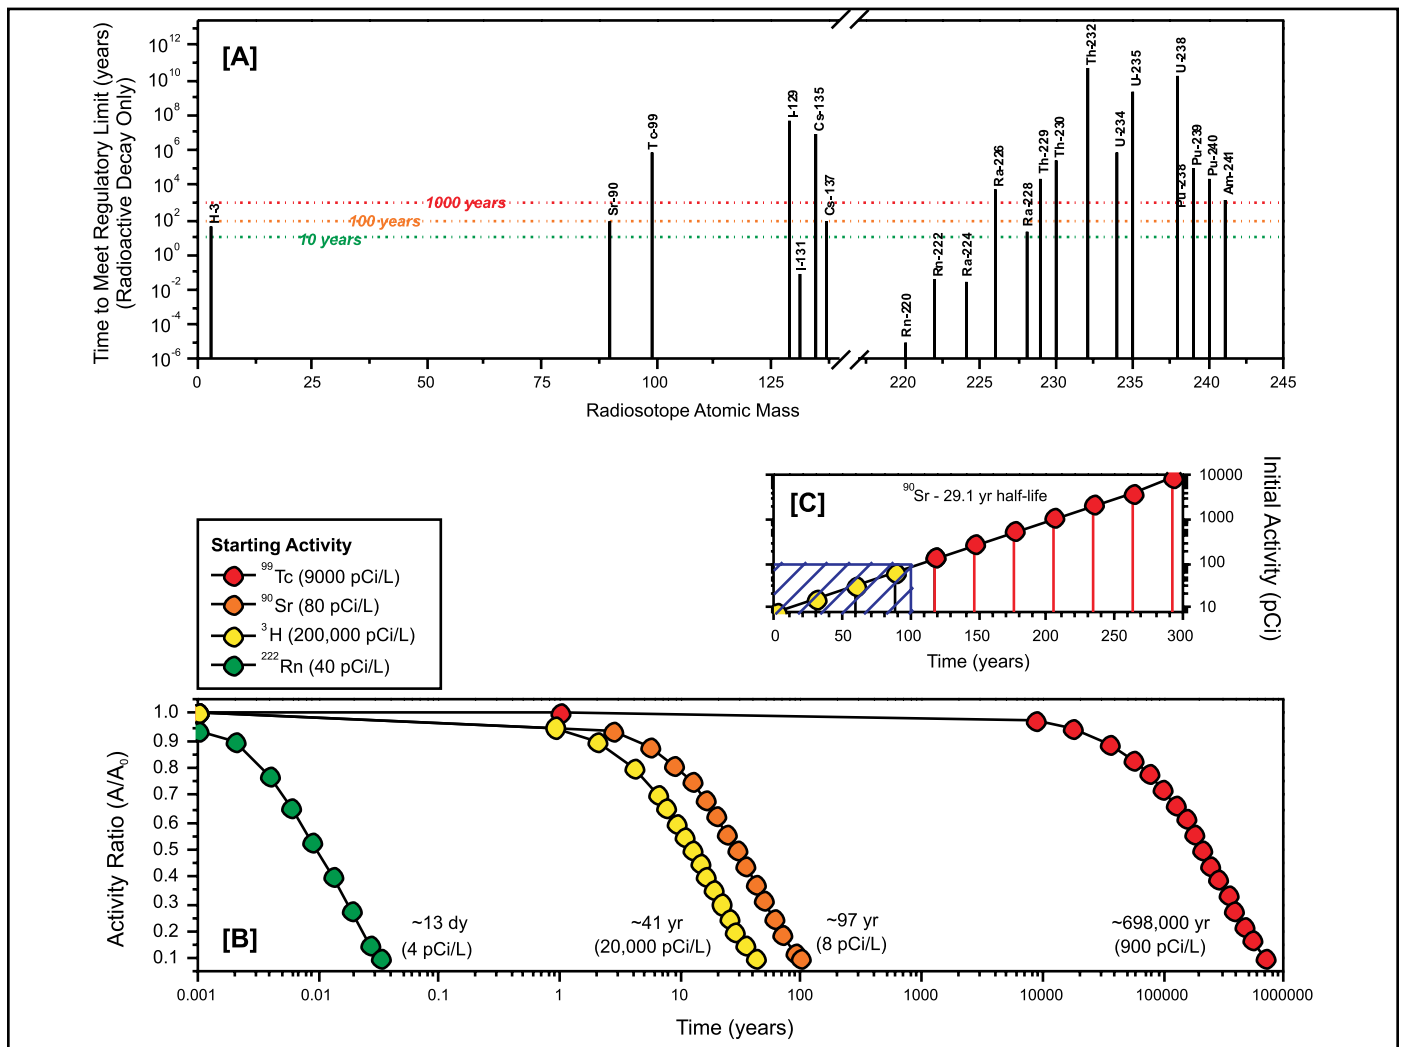 [A]
Time to Meet Regulatory Limit (years)
(Radioactive Decay Only)
10^12
10^10
10^8
10^6
10^4
10^2
10^0
10^-2
10^-4
10^-6
1000 years
100 years
10 years
H-3
Sr-90
Tc-99
I-129
I-131
Cs-135
Cs-137
Rn-220
Rn-222
Ra-224
Ra-226
Ra-228
Th-229
Th-230
Th-232
U-234
U-235
U-238
Pu-238
Pu-239
Pu-240
Am-241
0 25 50 75 100 125 220 225 230 235 240 245
Radiosotope Atomic Mass
[C]
90Sr - 29.1 yr half-life
10000
1000
100
10
Initial Activity (pCi)
0 50 100 150 200 250 300
Time (years)
Starting Activity
99Tc (9000 pCi/L)
90Sr (80 pCi/L)
3H (200,000 pCi/L)
222Rn (40 pCi/L)
Activity Ratio (A/A0)
1.0
0.9
0.8
0.7
0.6
0.5
0.4
0.3
0.2
0.1
[B]
~13 dy
(4 pCi/L)
~41 yr
(20,000 pCi/L)
~97 yr
(8 pCi/L)
~698,000 yr
(900 pCi/L)
0.001 0.01 0.1 1 10 100 1000 10000 100000 1000000
Time (years)